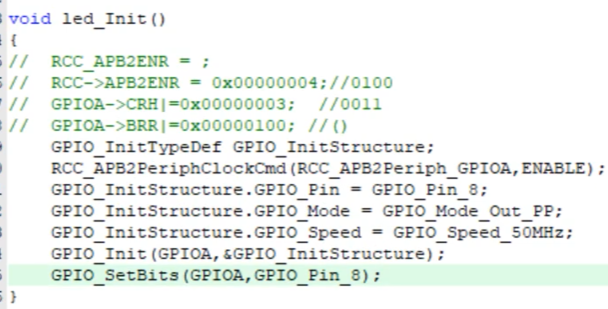 void led_Init()
{
//  RCC_APB2ENR = ;
//  RCC->APB2ENR = 0x00000004;//0100
//  GPIOA->CRH|=0x00000003;  //0011
//  GPIOA->BRR|=0x00000100; //()
    GPIO_InitTypeDef GPIO_InitStructure;
    RCC_APB2PeriphClockCmd(RCC_APB2Periph_GPIOA,ENABLE);
    GPIO_InitStructure.GPIO_Pin = GPIO_Pin_8;
    GPIO_InitStructure.GPIO_Mode = GPIO_Mode_Out_PP;
    GPIO_InitStructure.GPIO_Speed = GPIO_Speed_50MHz;
    GPIO_Init(GPIOA,&GPIO_InitStructure);
    GPIO_SetBits(GPIOA,GPIO_Pin_8);
}